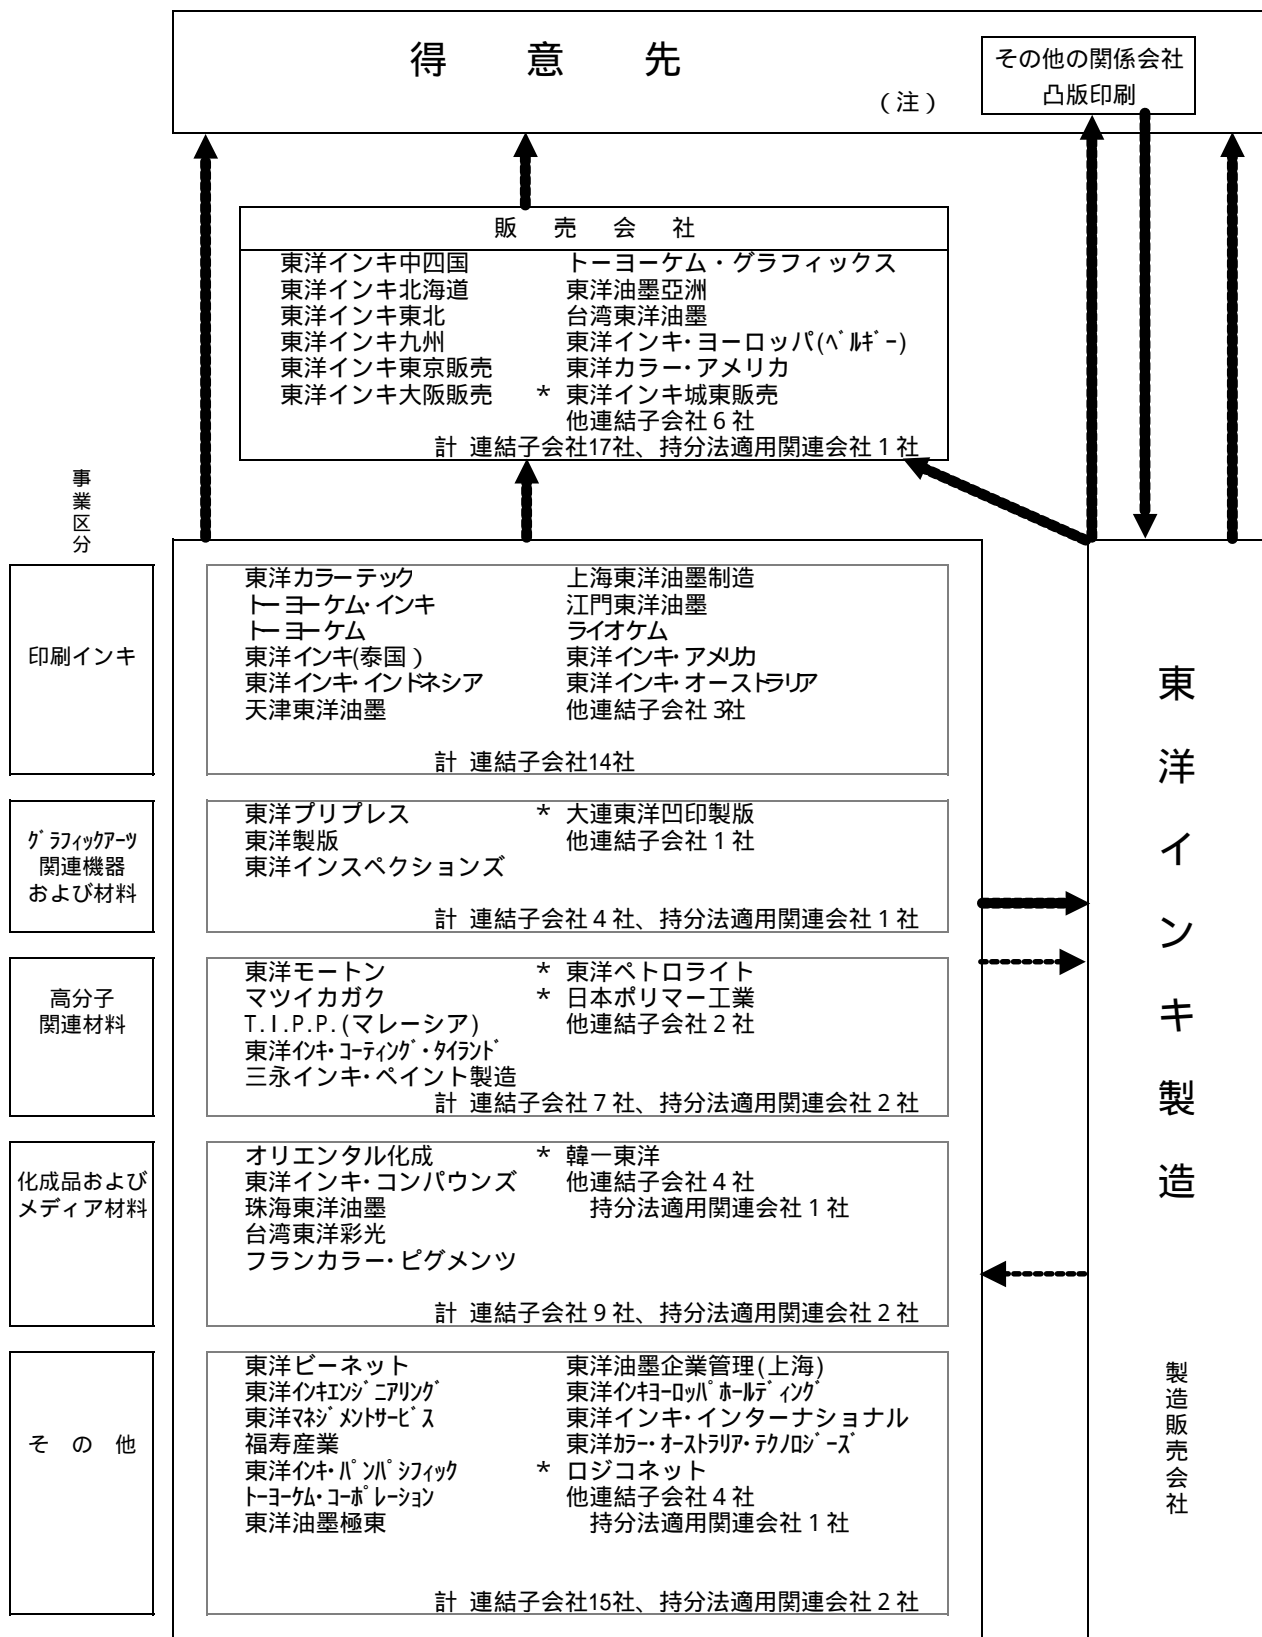 得意先
(注)
その他の関係会社
凸版印刷
販売会社
東洋インキ中四国 トーヨーケム・グラフィックス
東洋インキ北海道 東洋油墨亞洲
東洋インキ東北 台湾東洋油墨
東洋インキ九州 東洋インキ・ヨーロッパ(ベルギー)
東洋インキ東京販売 東洋カラー・アメリカ
東洋インキ大阪販売 * 東洋インキ城東販売
他連結子会社6社
計 連結子会社17社、持分法適用関連会社1社
事業区分
印刷インキ
東洋カラーテック 上海東洋油墨制造
トーヨーケム・インキ 江門東洋油墨
トーヨーケム ライオケム
東洋インキ(泰国) 東洋インキ・アメリカ
東洋インキ・インドネシア 東洋インキ・オーストラリア
天津東洋油墨 他連結子会社3社
計 連結子会社14社
グラフィックアーツ
関連機器
および材料
東洋プリプレス * 大連東洋凹印製版
東洋製版 他連結子会社1社
東洋インスペクションズ
計 連結子会社4社、持分法適用関連会社1社
高分子
関連材料
東洋モートン * 東洋ペトロライト
マツイカガク * 日本ポリマー工業
T.I.P.P.(マレーシア) 他連結子会社2社
東洋インキ・コーティング・タイランド
三永インキ・ペイント製造
計 連結子会社7社、持分法適用関連会社2社
化成品および
メディア材料
オリエンタル化成 * 韓一東洋
東洋インキ・コンパウンズ 他連結子会社4社
珠海東洋油墨 持分法適用関連会社1社
台湾東洋彩光
フランカラー・ピグメンツ
計 連結子会社9社、持分法適用関連会社2社
その他
東洋ビーネット 東洋油墨企業管理(上海)
東洋インキエンジニアリング 東洋インキヨーロッパホールディング
東洋マネジメントサービス 東洋インキ・インターナショナル
福寿産業 東洋カラー・オーストラリア・テクノロジーズ
東洋インキ・パンパシフィック * ロジコネット
トーヨーケム・コーポレーション 他連結子会社4社
東洋油墨極東 持分法適用関連会社1社
計 連結子会社15社、持分法適用関連会社2社
東洋インキ製造
製造販売会社